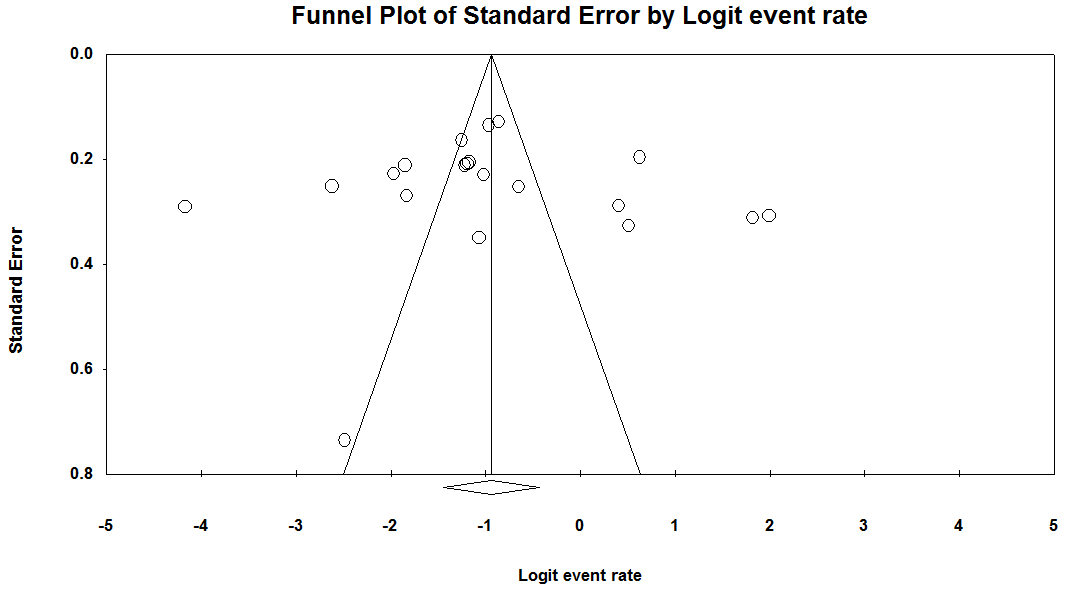 Funnel Plot of Standard Error by Logit event rate
0.0
0.2
0.4
0.6
0.8
Standard Error
-5 -4 -3 -2 -1 0 1 2 3 4 5
Logit event rate